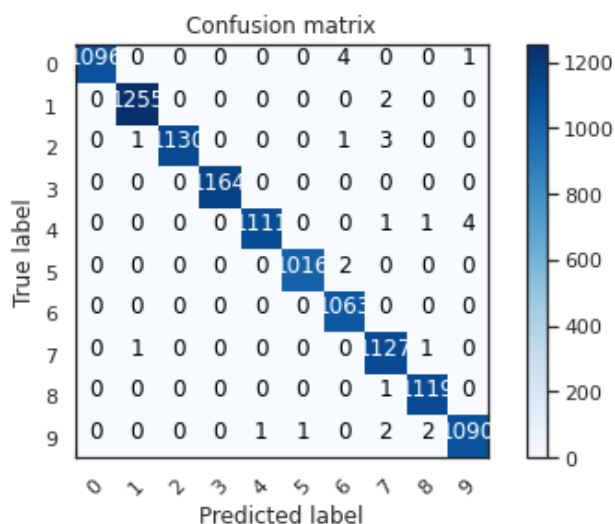 Confusion matrix
0 1096 0 0 0 0 0 4 0 0 1
1 0 1255 0 0 0 0 0 2 0 0
2 0 1 1130 0 0 0 1 3 0 0
3 0 0 0 1164 0 0 0 0 0 0
4 0 0 0 0 1111 0 0 1 1 4
5 0 0 0 0 0 1016 2 0 0 0
6 0 0 0 0 0 0 1063 0 0 0
7 0 1 0 0 0 0 0 1127 1 0
8 0 0 0 0 0 0 0 1 1119 0
9 0 0 0 0 1 1 0 2 2 1090
0 1 2 3 4 5 6 7 8 9
Predicted label
True label
1200
1000
800
600
400
200
0